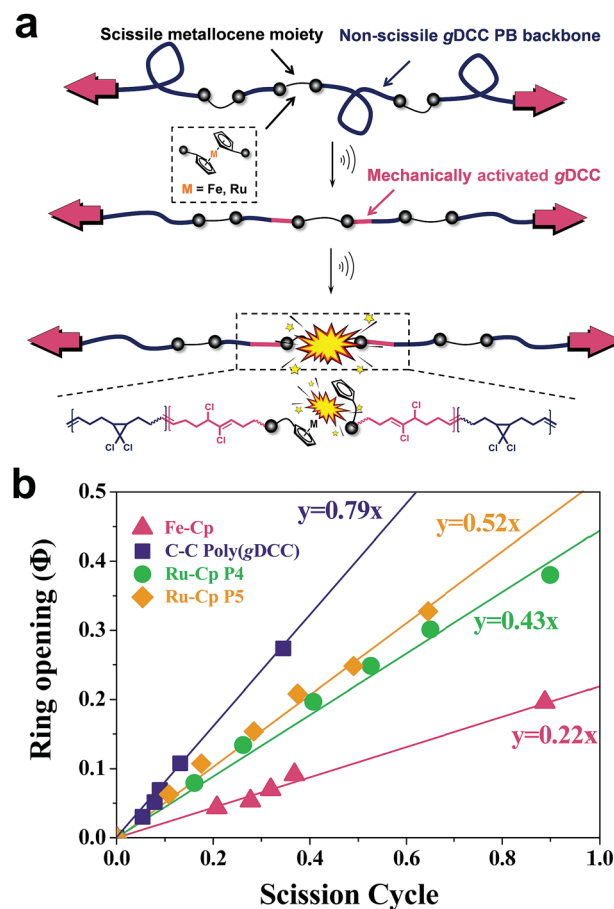 a
Scissile metallocene moiety
Non-scissile gDCC PB backbone
M
M = Fe, Ru
Mechanically activated gDCC
Cl
Cl
Cl
Cl
M
Cl
Cl
Cl Cl
b
0.5
0.4
0.3
0.2
0.1
0.0
Ring opening (Φ)
Fe-Cp
C-C Poly(gDCC)
Ru-Cp P4
Ru-Cp P5
y=0.79x
y=0.52x
y=0.43x
y=0.22x
0.0 0.2 0.4 0.6 0.8 1.0
Scission Cycle